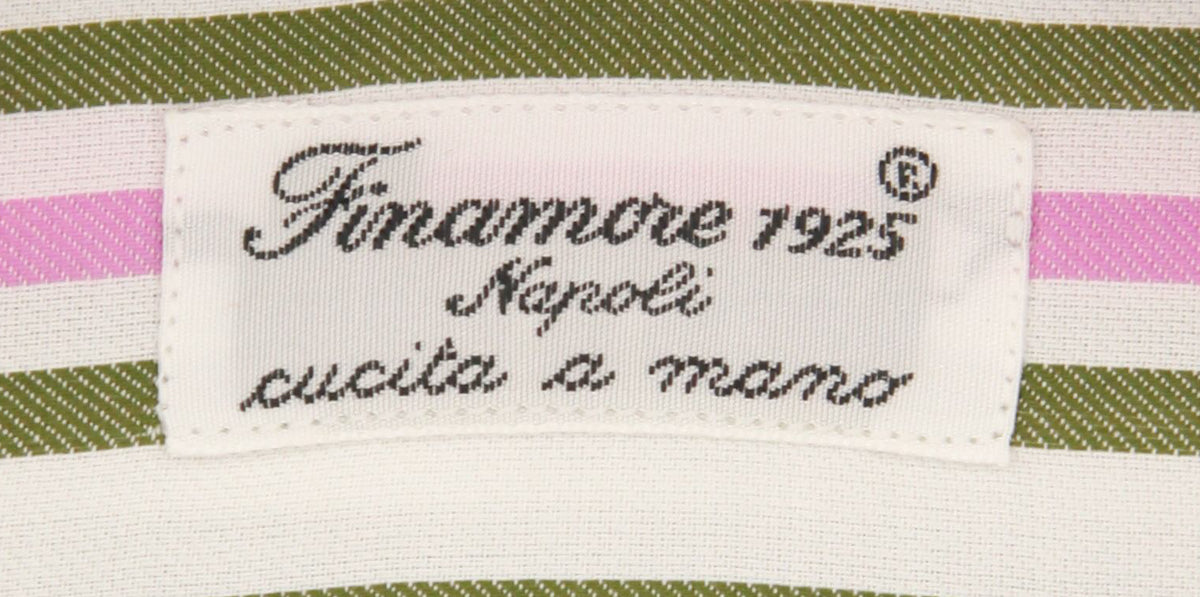 Finamore 1925®
Napoli
cucita a mano